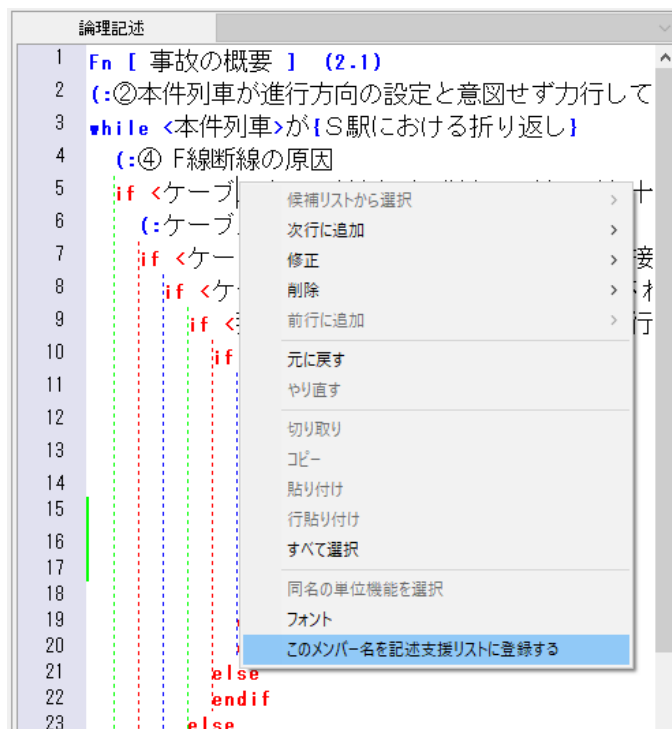 論理記述
1 Fn [ 事故の概要 ] (2.1)
2 (:②本件列車が進行方向の設定と意図せず力行して
3 while <本件列車>が{S駅における折り返し}
4 (:④ F線断線の原因
5 if <ケーブ
6 (:ケーブ
7 if <ケー 接
8 if <ケ
9 if < 行
10 if
11
12
13
14
15
16
17
18
19
20
21 else
22 endif
23 else
候補リストから選択 >
次行に追加 >
修正 >
削除 >
前行に追加 >
元に戻す
やり直す
切り取り
コピー
貼り付け
行貼り付け
すべて選択
同名の単位機能を選択
フォント
このメンバー名を記述支援リストに登録する